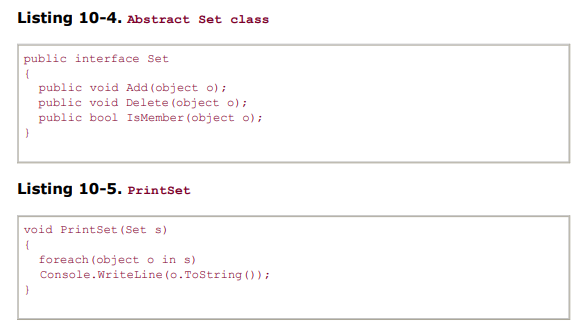 Listing 10-4. Abstract Set class
public interface Set
{
public void Add(object o);
public void Delete(object o);
public bool IsMember(object o);
}
Listing 10-5. PrintSet
void PrintSet(Set s)
{
foreach(object o in s)
Console.WriteLine(o.ToString());
}